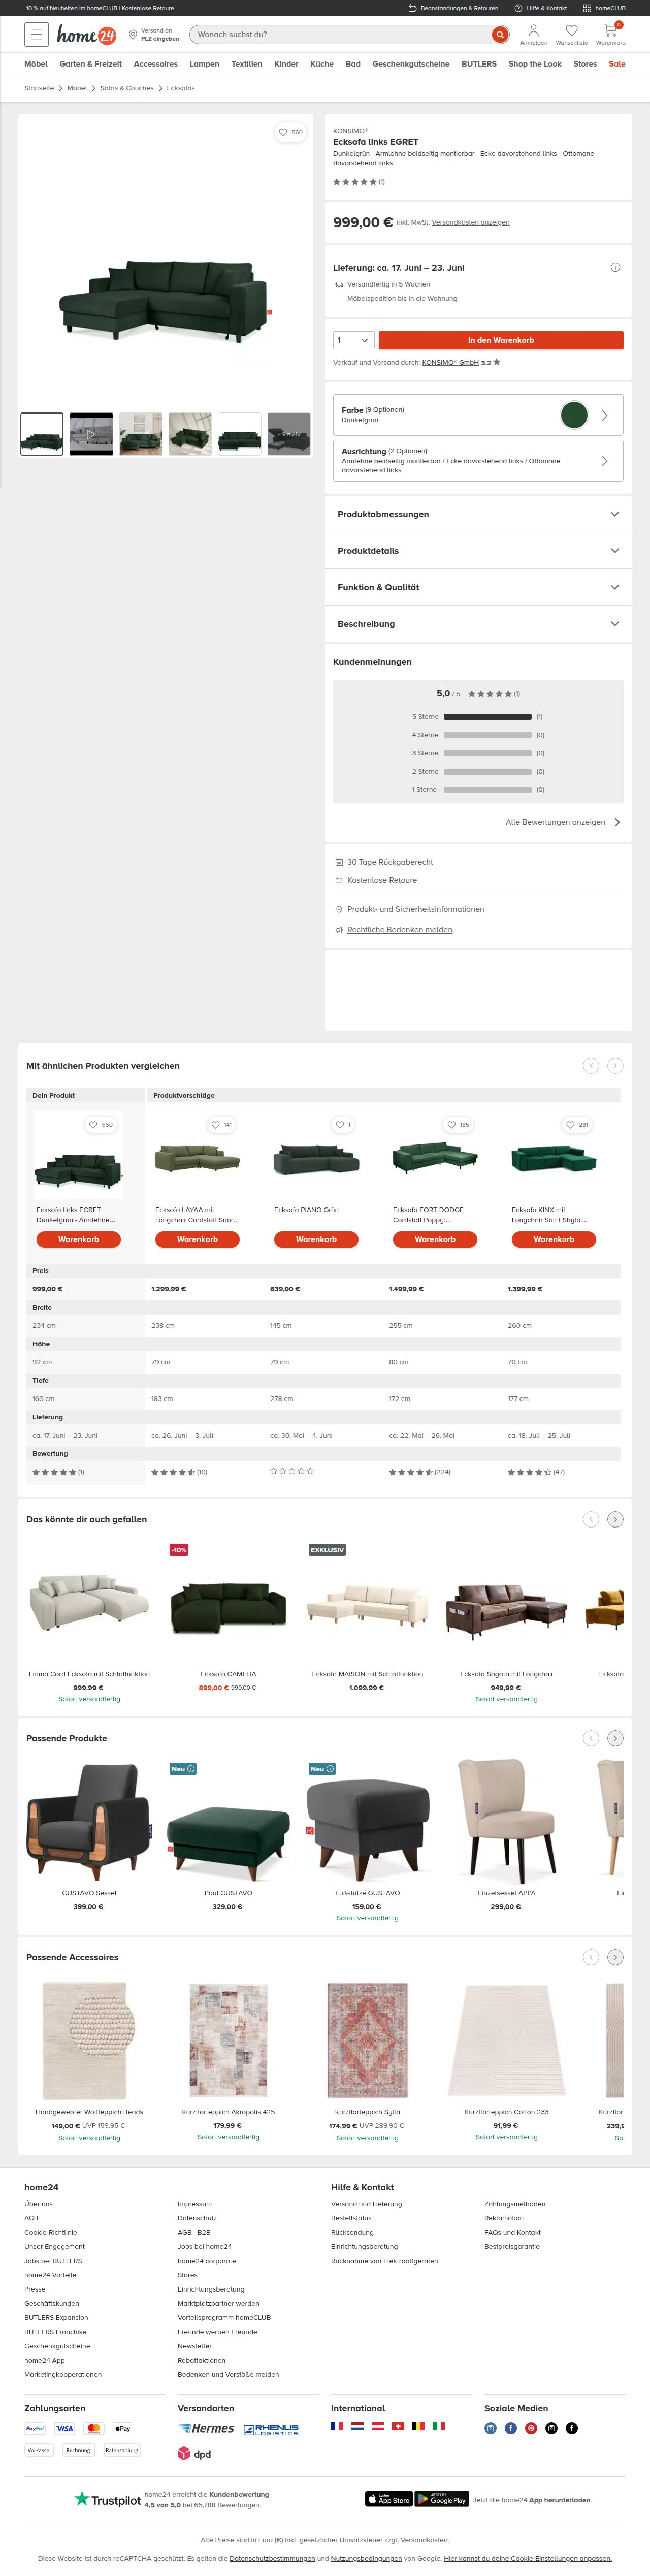 -10 % auf Neuheiten im homeCLUB I Kostenlose Retoure
Beanstandungen & Retouren
Hilfe & Kontakt
homeCLUB
home24
Versand an
PLZ eingeben
Wonach suchst du?
Anmelden
Wunschliste
0
Warenkorb
Möbel
Garten & Freizeit
Accessoires
Lampen
Textilien
Kinder
Küche
Bad
Geschenkgutscheine
BUTLERS
Shop the Look
Stores
Sale
Startseite
Möbel
Sofas & Couches
Ecksofas
560
KONSIMO®
Ecksofa links EGRET
Dunkelgrün - Armlehne beidseitig montierbar - Ecke davorstehend links - Ottomane
davorstehend links
(1)
999,00 € inkl. MwSt. Versandkosten anzeigen
Lieferung: ca. 17. Juni – 23. Juni
Versandfertig in 5 Wochen
Möbelspedition bis in die Wohnung
1
In den Warenkorb
Verkauf und Versand durch: KONSIMO® GmbH 3.2
Farbe (9 Optionen)
Dunkelgrün
Ausrichtung (2 Optionen)
Armlehne beidseitig montierbar / Ecke davorstehend links / Ottomane
davorstehend links
Produktabmessungen
Produktdetails
Funktion & Qualität
Beschreibung
Kundenmeinungen
5,0 / 5 (1)
5 Sterne (1)
4 Sterne (0)
3 Sterne (0)
2 Sterne (0)
1 Sterne (0)
Alle Bewertungen anzeigen
30 Tage Rückgaberecht
Kostenlose Retoure
Produkt- und Sicherheitsinformationen
Rechtliche Bedenken melden
Mit ähnlichen Produkten vergleichen
Dein Produkt
Produktvorschläge
560
141
1
185
281
Ecksofa links EGRET
Dunkelgrün - Armlehne...
Ecksofa LAYAA mit
Longchair Cordstoff Snor...
Ecksofa PIANO Grün
Ecksofa FORT DODGE
Cordstoff Poppy:...
Ecksofa KINX mit
Longchair Samt Shyla:...
Warenkorb
Warenkorb
Warenkorb
Warenkorb
Warenkorb
Preis
999,00 €
1.299,99 €
639,00 €
1.499,99 €
1.399,99 €
Breite
234 cm
238 cm
145 cm
255 cm
260 cm
Höhe
92 cm
79 cm
79 cm
80 cm
70 cm
Tiefe
160 cm
183 cm
278 cm
172 cm
177 cm
Lieferung
ca. 17. Juni – 23. Juni
ca. 26. Juni – 3. Juli
ca. 30. Mai – 4. Juni
ca. 22. Mai – 26. Mai
ca. 18. Juli – 25. Juli
Bewertung
(1)
(10)
(224)
(47)
Das könnte dir auch gefallen
-10%
EXKLUSIV
Emma Cord Ecksofa mit Schlaffunktion
999,99 €
Sofort versandfertig
Ecksofa CAMELIA
899,00 € 999,00 €
Ecksofa MAISON mit Schlaffunktion
1.099,99 €
Ecksofa Sagata mit Longchair
949,99 €
Sofort versandfertig
Ecksofa
Passende Produkte
Neu
Neu
GUSTAVO Sessel
399,00 €
Pouf GUSTAVO
329,00 €
Fußstütze GUSTAVO
159,00 €
Sofort versandfertig
Einzelsessel APPA
299,00 €
Passende Accessoires
Handgewebter Wollteppich Beads
149,00 € UVP 159,95 €
Sofort versandfertig
Kurzflorteppich Akropolis 425
179,99 €
Sofort versandfertig
Kurzflorteppich Sylla
174,99 € UVP 289,90 €
Sofort versandfertig
Kurzflorteppich Cotton 233
91,99 €
Sofort versandfertig
Kurzflor
239,9
So
home24
Über uns
AGB
Cookie-Richtlinie
Unser Engagement
Jobs bei BUTLERS
home24 Vorteile
Presse
Geschäftskunden
BUTLERS Expansion
BUTLERS Franchise
Geschenkgutscheine
home24 App
Marketingkooperationen
Impressum
Datenschutz
AGB - B2B
Jobs bei home24
home24 corporate
Stores
Einrichtungsberatung
Marktplatzpartner werden
Vorteilsprogramm homeCLUB
Freunde werben Freunde
Newsletter
Rabattaktionen
Bedenken und Verstöße melden
Hilfe & Kontakt
Versand und Lieferung
Bestellstatus
Rücksendung
Einrichtungsberatung
Rücknahme von Elektroaltgeräten
Zahlungsmethoden
Reklamation
FAQs und Kontakt
Bestpreisgarantie
Zahlungsarten
PayPal
VISA
mastercard
Pay
Vorkasse
Rechnung
Ratenzahlung
Versandarten
Hermes
RHENUS
LOGISTICS
dpd
International
Soziale Medien
Trustpilot
home24 erreicht die Kundenbewertung
4,5 von 5,0 bei 65,788 Bewertungen.
Laden im
App Store
JETZT BEI
Google Play
Jetzt die home24 App herunterladen.
Alle Preise sind in Euro (€) inkl. gesetzlicher Umsatzsteuer zzgl. Versandkosten.
Diese Website ist durch reCAPTCHA geschützt. Es gelten die Datenschutzbestimmungen und Nutzungsbedingungen von Google. Hier kannst du deine Cookie-Einstellungen anpassen.